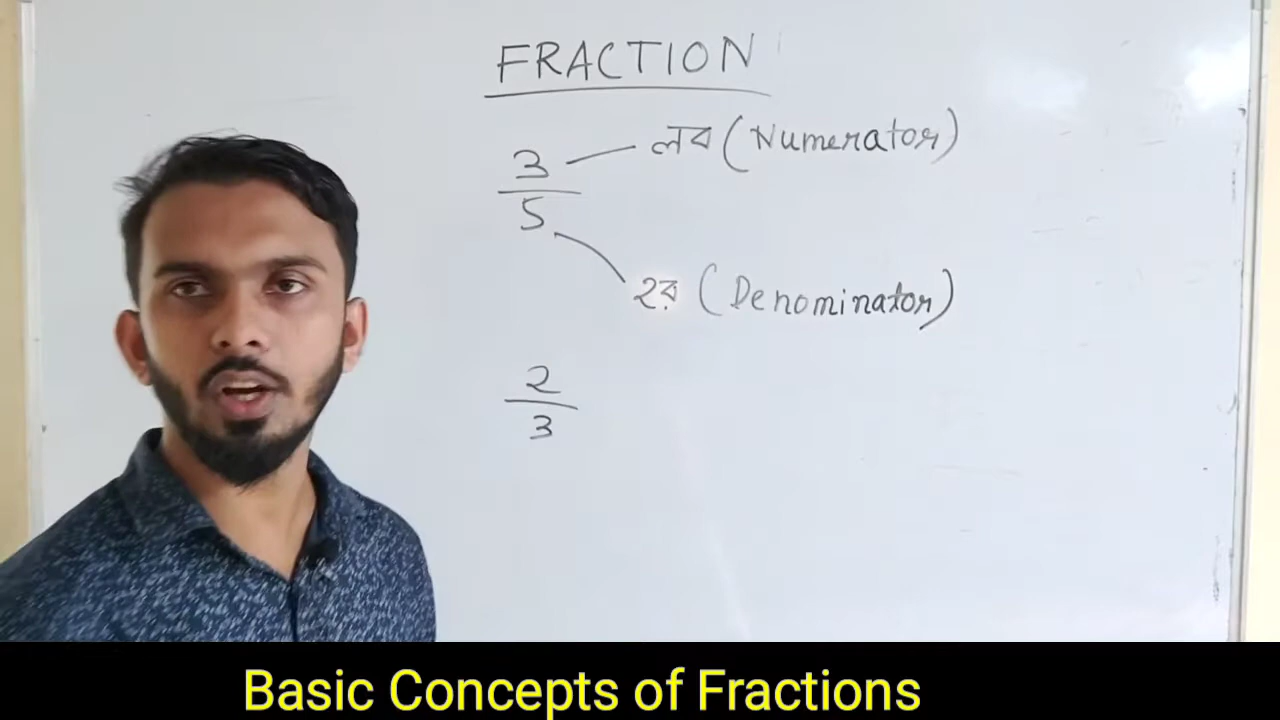 FRACTION
3/5 লব (Numerator)
হর (Denominator)
2/3
Basic Concepts of Fractions